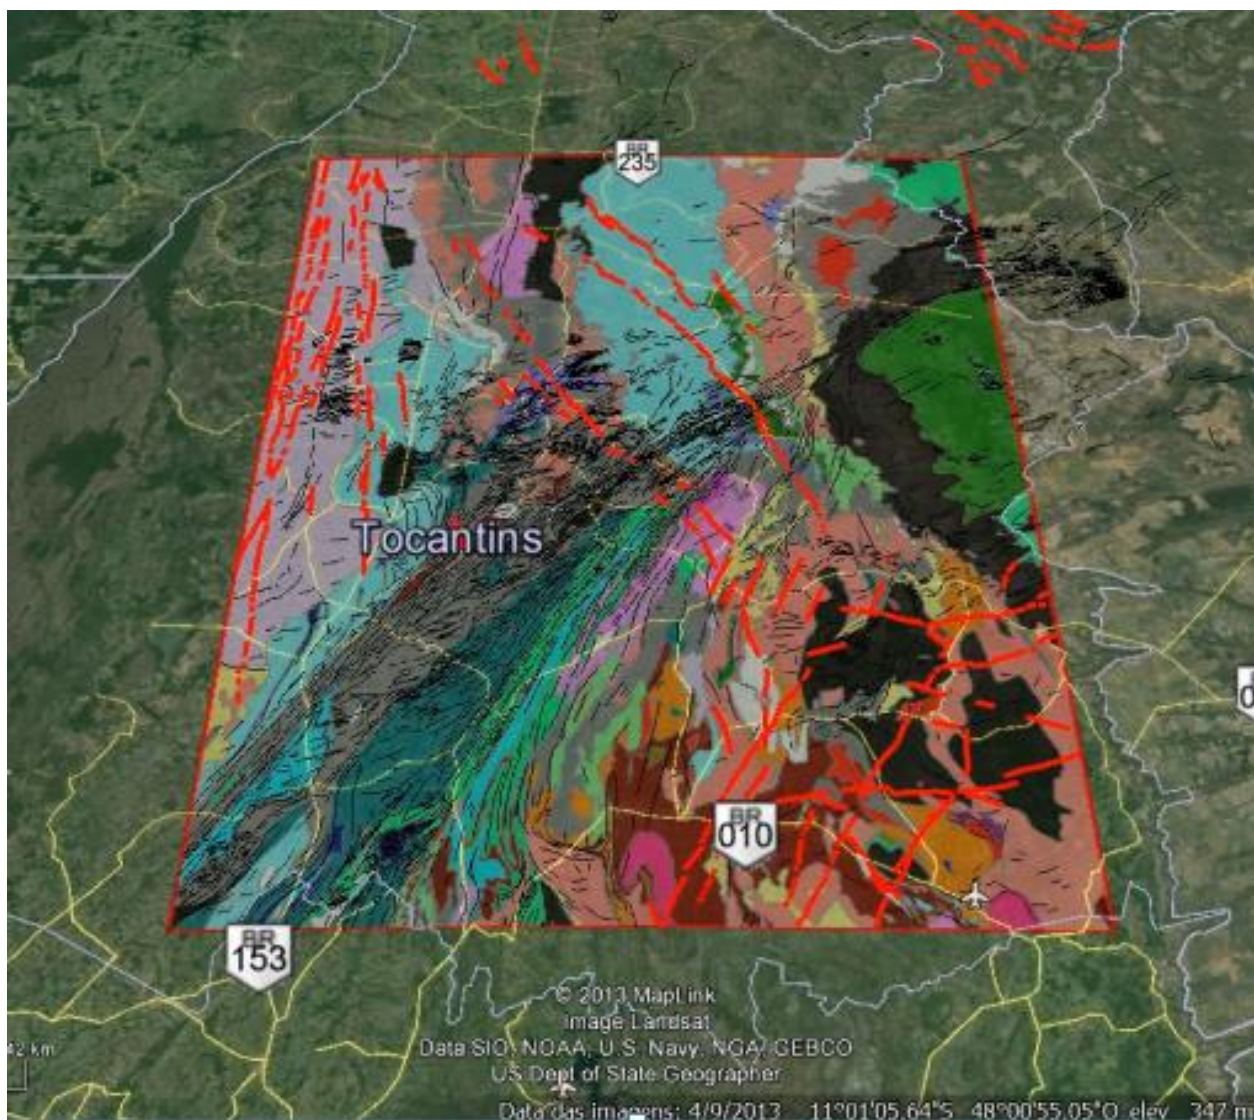 BR
235
Tocantins
BR
010
BR
153
© 2013 MapLink
Image Landsat
Data SIO, NOAA, U.S. Navy, NGA, GEBCO
US Dept of State Geographer
Data das imagens: 4/9/2013 11°01'05.64"S 48°00'55.05"O elev 347 m